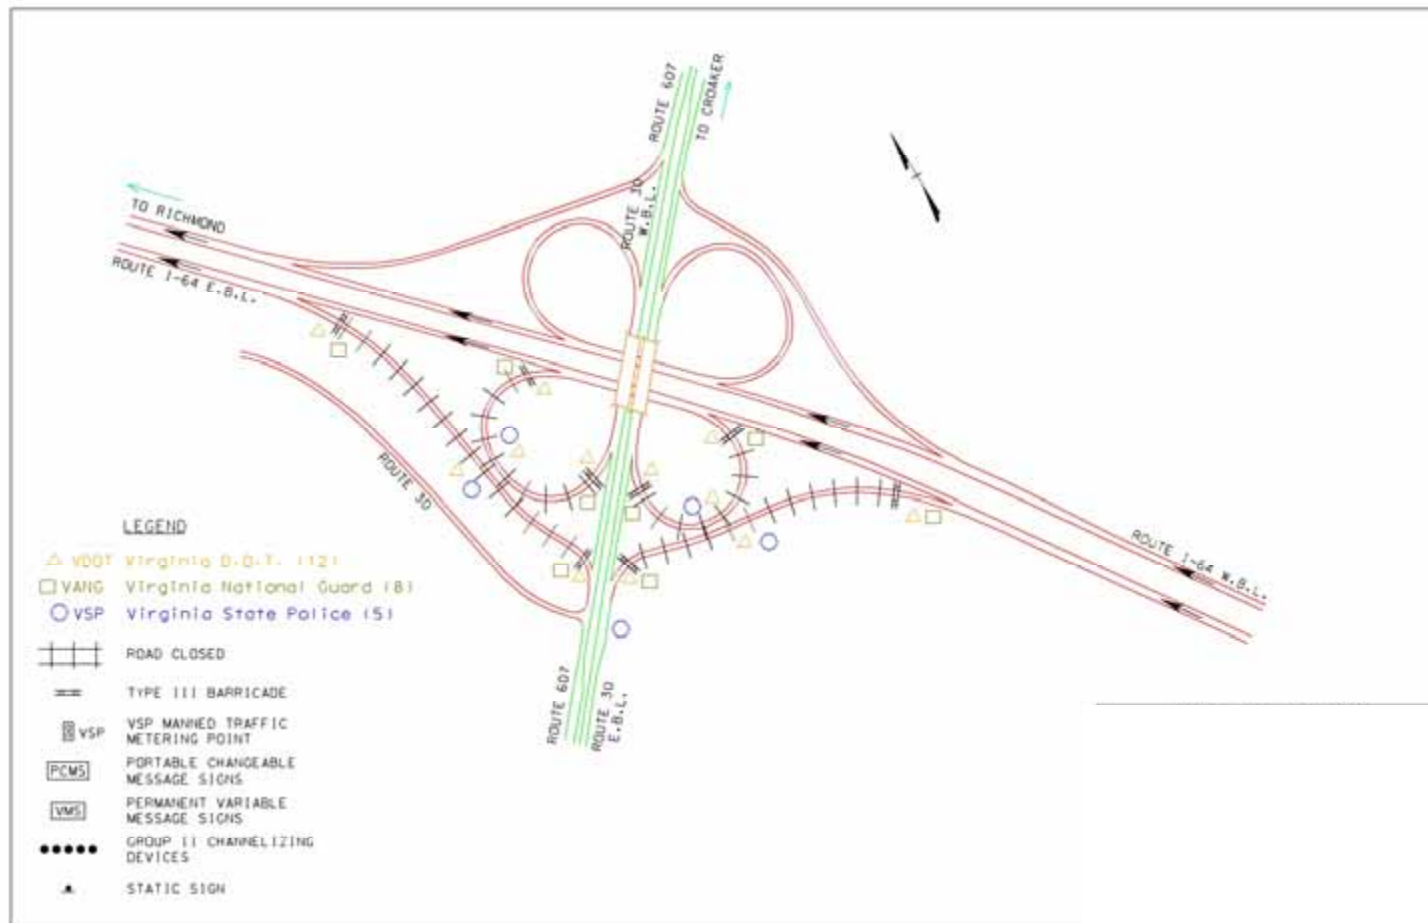 ROUTE 607
TO CROAKER
ROUTE 30
W.B.L.
TO RICHMOND
ROUTE I-64 E.B.L.
ROUTE 30
ROUTE I-64 W.B.L.
ROUTE 607
ROUTE 30
E.B.L.
LEGEND
VDOT Virginia D.O.T. (12)
VANG Virginia National Guard (8)
VSP Virginia State Police (5)
ROAD CLOSED
TYPE III BARRICADE
VSP VSP MANNED TRAFFIC
METERING POINT
PCMS PORTABLE CHANGEABLE
MESSAGE SIGNS
VMS PERMANENT VARIABLE
MESSAGE SIGNS
GROUP II CHANNELIZING
DEVICES
STATIC SIGN